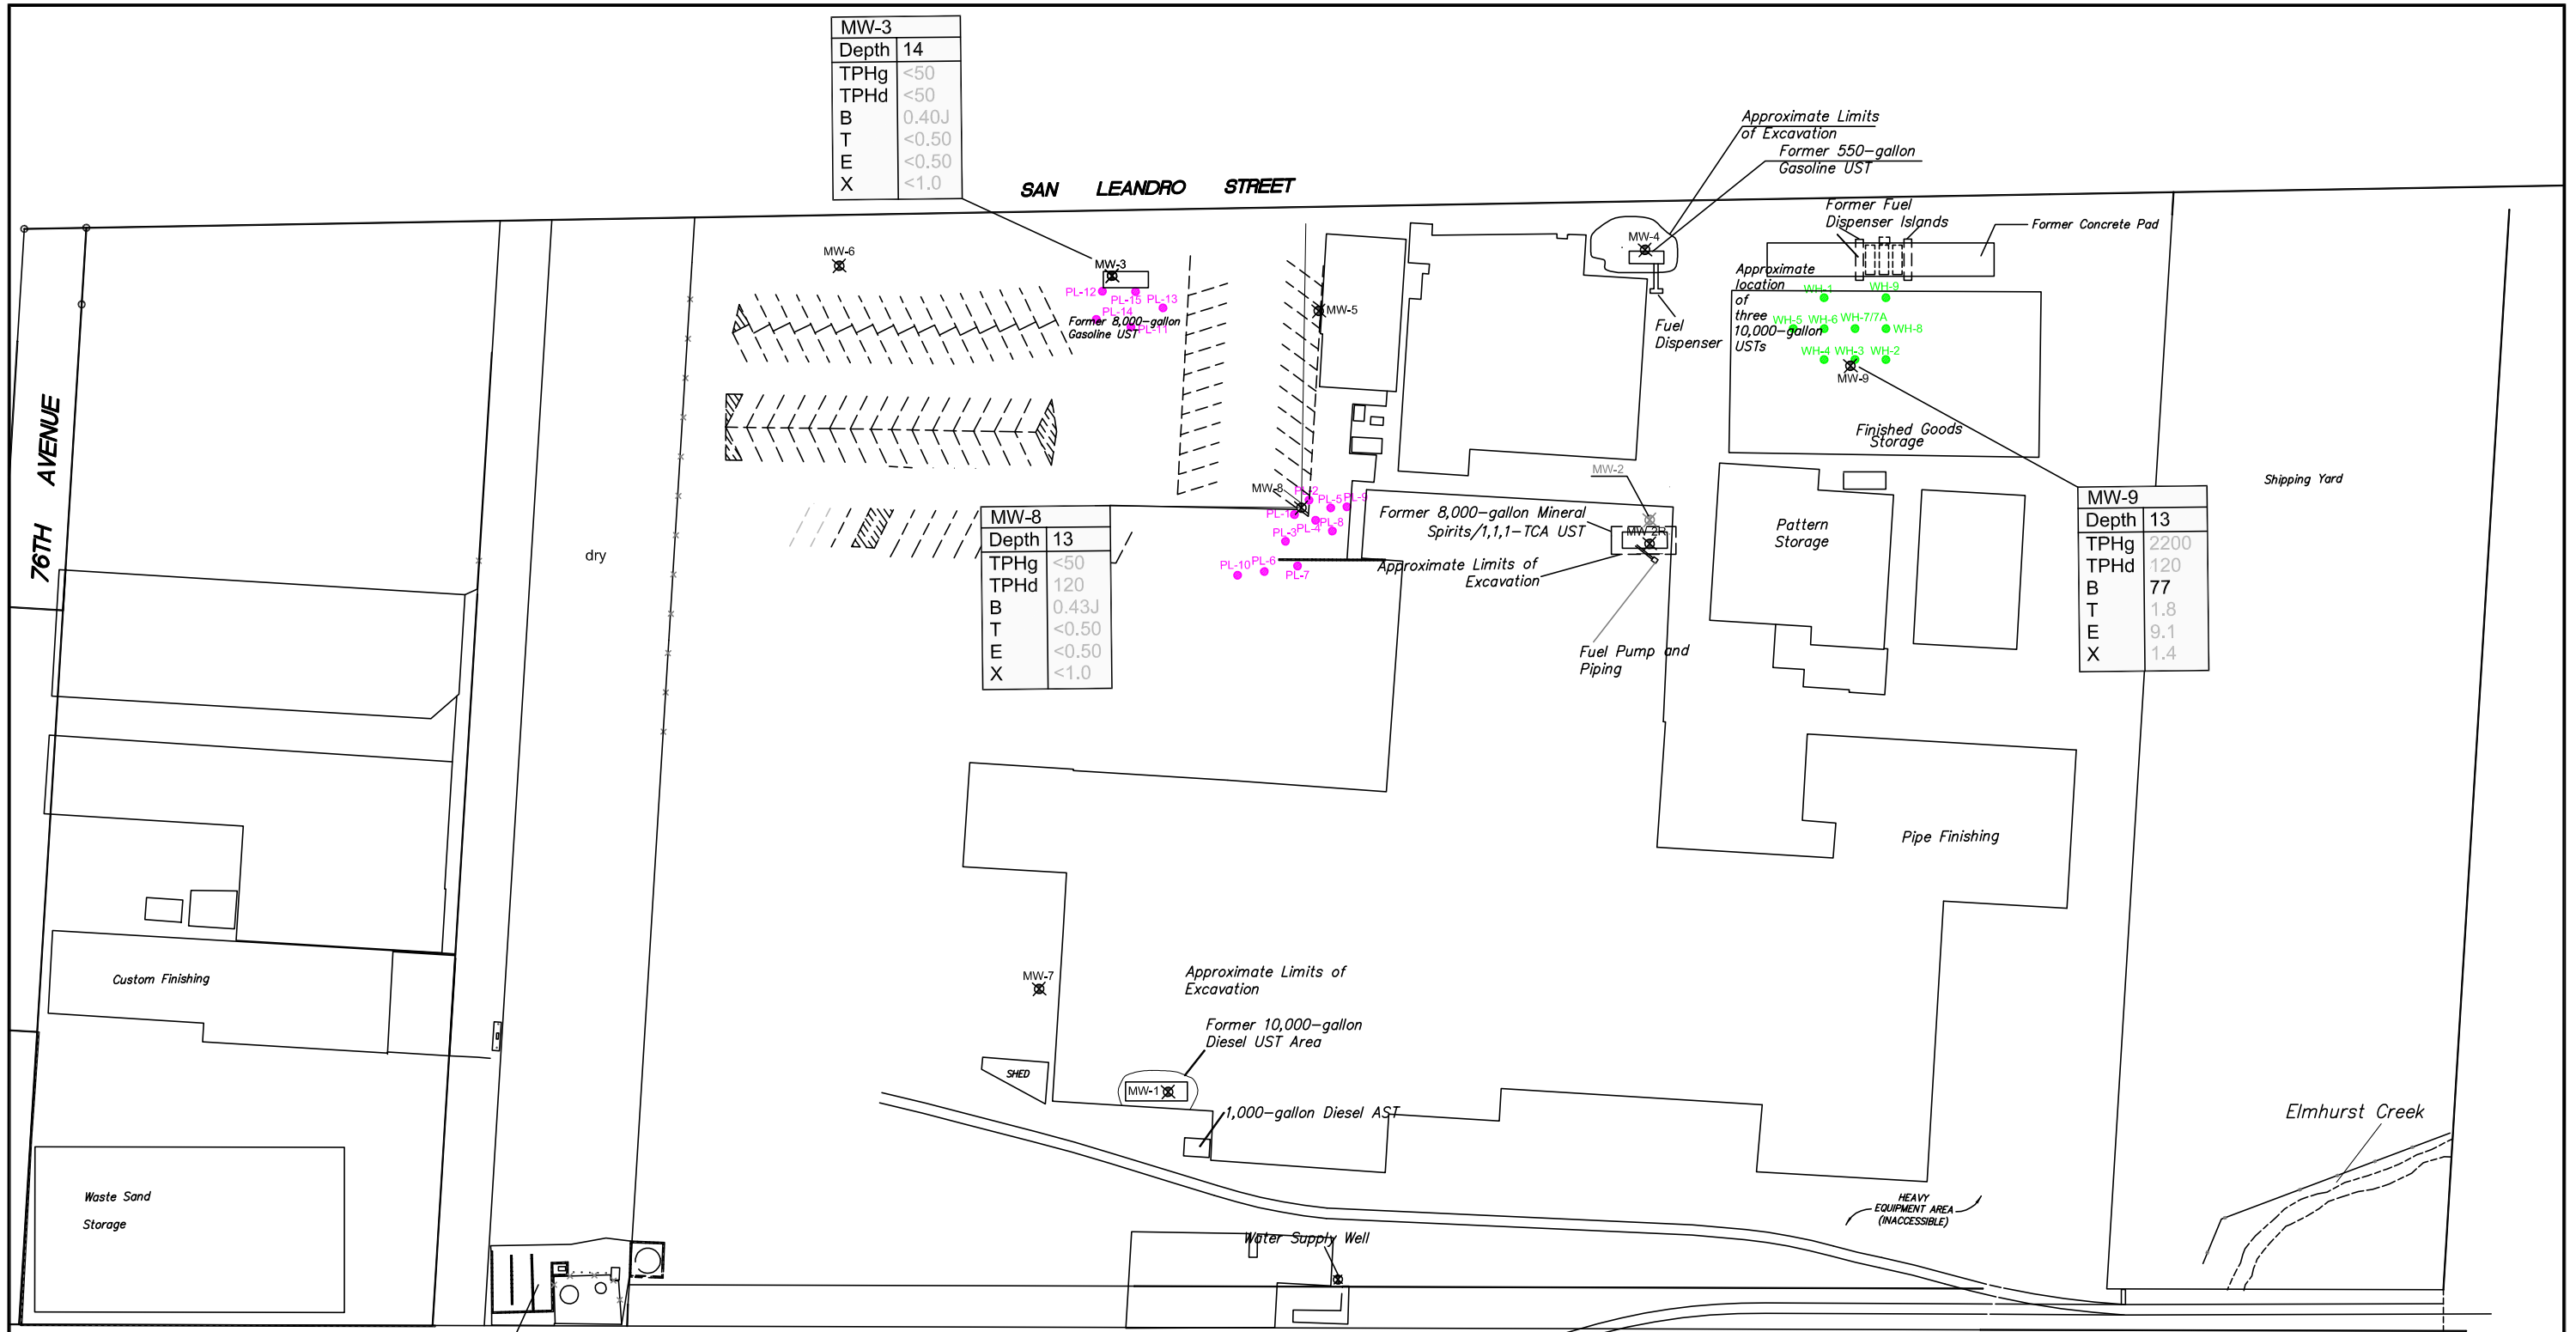 MW-3
Depth 14
TPHg <50
TPHd <50
B 0.40J
T <0.50
E <0.50
X <1.0
SAN LEANDRO STREET
Approximate Limits
of Excavation
Former 550-gallon
Gasoline UST
Former Fuel
Dispenser Islands
Former Concrete Pad
MW-6
MW-3
MW-4
PL-12
PL-15
PL-13
PL-14
PL-11
Former 8,000-gallon
Gasoline UST
MW-5
Fuel
Dispenser
Approximate
location
of
three
10,000-gallon
USTs
WH-1
WH-9
WH-5
WH-6
WH-7/7A
WH-8
WH-4
WH-3
WH-2
MW-9
Finished Goods
Storage
Shipping Yard
76TH AVENUE
dry
MW-8
PL-2
PL-5
PL-9
PL-1
PL-4
PL-8
PL-3
PL-10
PL-6
PL-7
MW-8
Depth 13
TPHg <50
TPHd 120
B 0.43J
T <0.50
E <0.50
X <1.0
MW-2
Former 8,000-gallon Mineral
Spirits/1,1,1-TCA UST
MW-2R
Approximate Limits of
Excavation
Fuel Pump and
Piping
Pattern
Storage
MW-9
Depth 13
TPHg 2200
TPHd 120
B 77
T 1.8
E 9.1
X 1.4
Pipe Finishing
Custom Finishing
MW-7
Approximate Limits of
Excavation
Former 10,000-gallon
Diesel UST Area
SHED
MW-1
1,000-gallon Diesel AST
Elmhurst Creek
Waste Sand
Storage
HEAVY
EQUIPMENT AREA
(INACCESSIBLE)
Water Supply Well